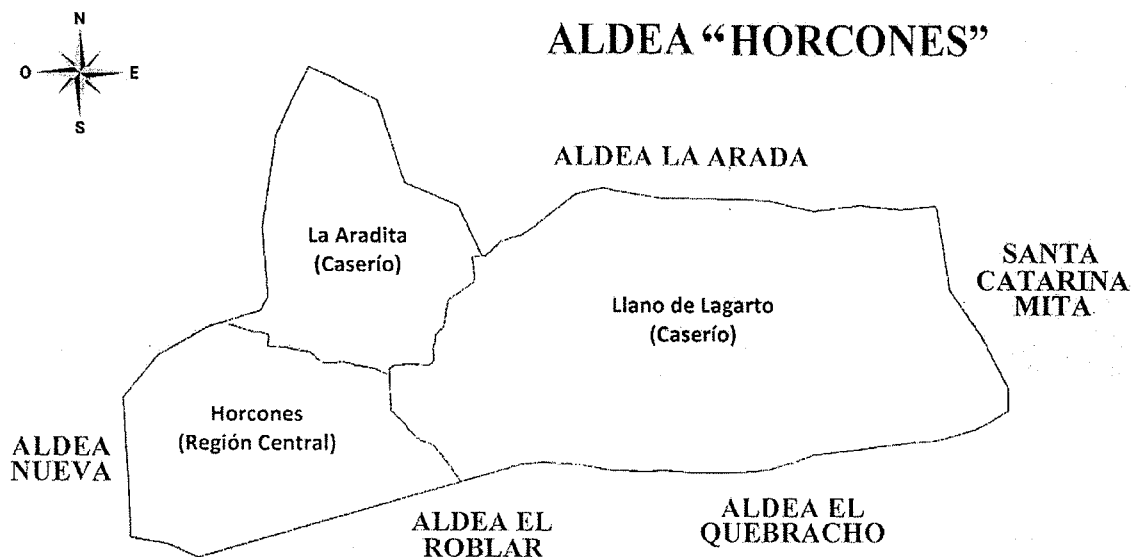 ALDEA “HORCONES”
N
O
E
S
ALDEA LA ARADA
La Aradita
(Caserío)
SANTA
CATARINA
MITA
Llano de Lagarto
(Caserío)
Horcones
(Región Central)
ALDEA
NUEVA
ALDEA EL
ROBLAR
ALDEA EL
QUEBRACHO